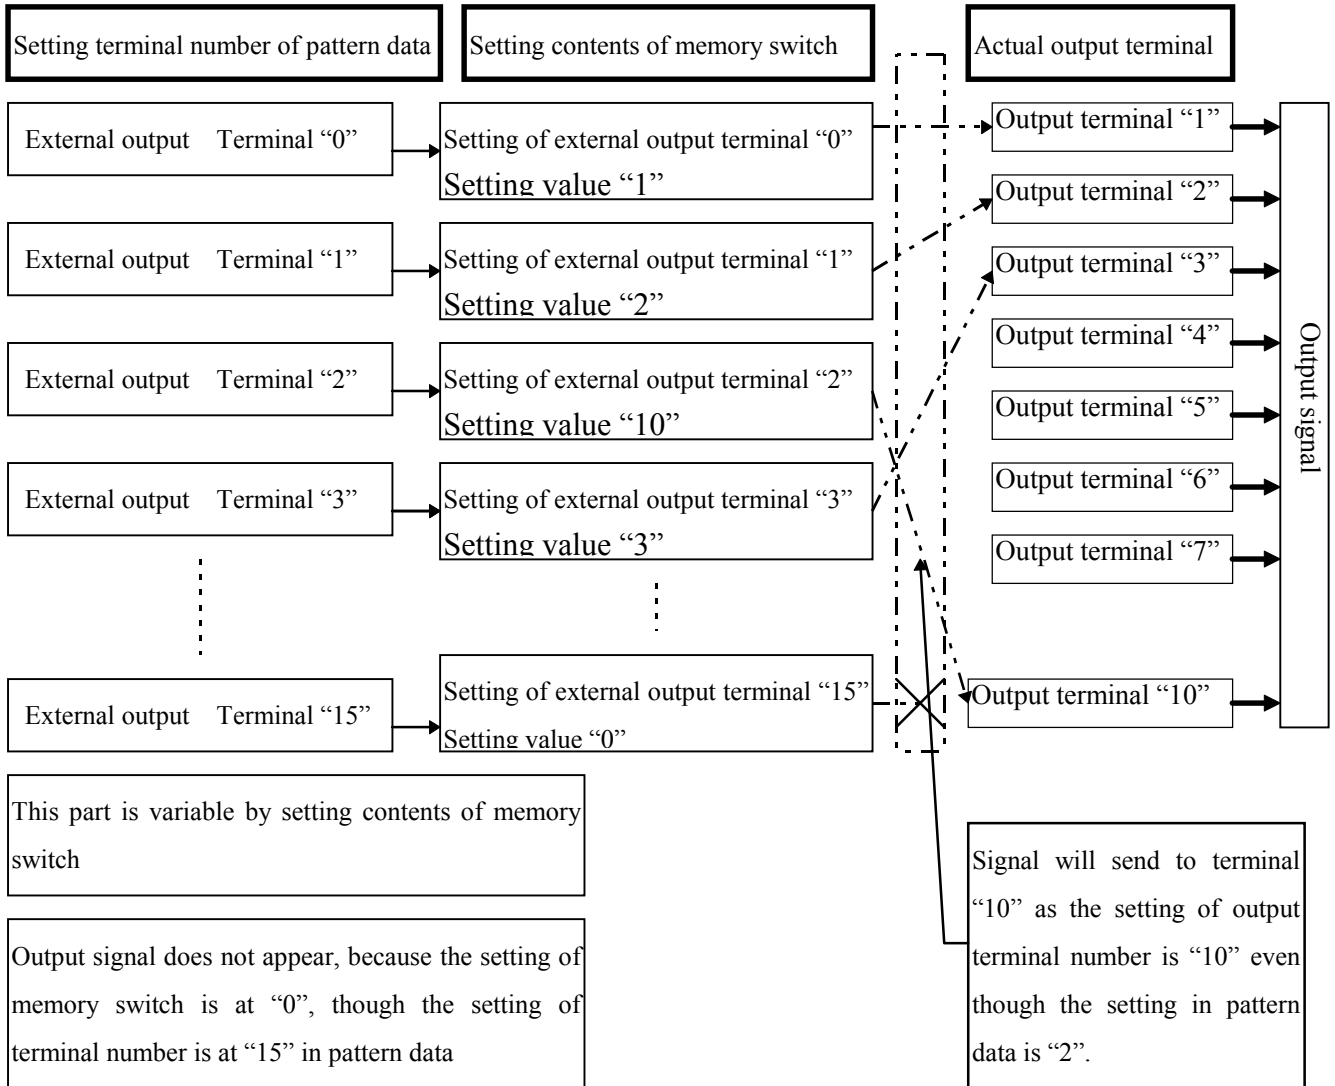 Setting terminal number of pattern data
Setting contents of memory switch
Actual output terminal
External output Terminal “0”
Setting of external output terminal “0”
Setting value “1”
Output terminal “1”
External output Terminal “1”
Setting of external output terminal “1”
Setting value “2”
Output terminal “2”
Output terminal “3”
External output Terminal “2”
Setting of external output terminal “2”
Setting value “10”
Output terminal “4”
Output terminal “5”
External output Terminal “3”
Setting of external output terminal “3”
Setting value “3”
Output terminal “6”
Output terminal “7”
External output Terminal “15”
Setting of external output terminal “15”
Setting value “0”
Output terminal “10”
Output signal
This part is variable by setting contents of memory
switch
Output signal does not appear, because the setting of
memory switch is at “0”, though the setting of
terminal number is at “15” in pattern data
Signal will send to terminal
“10” as the setting of output
terminal number is “10” even
though the setting in pattern
data is “2”.